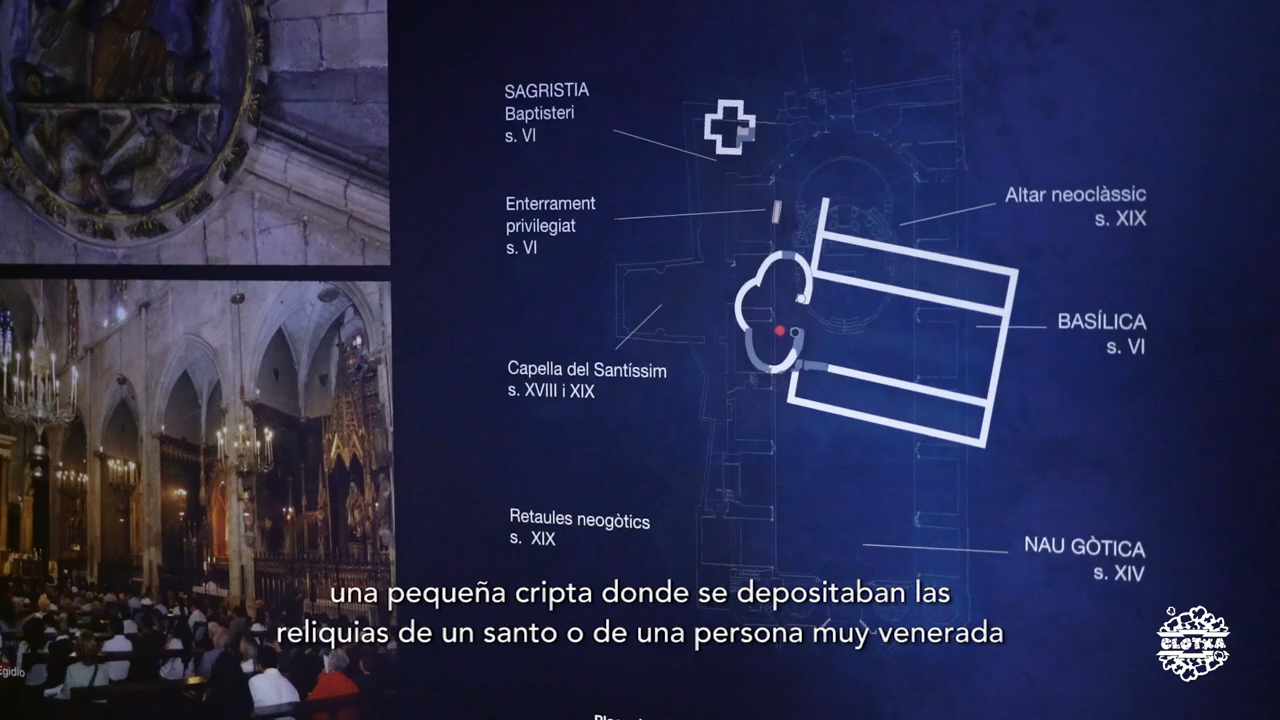 SAGRISTIA
Baptisteri
s. VI
Enterrament
privilegiat
s. VI
Capella del Santíssim
s. XVIII i XIX
Retaules neogòtics
s. XIX
Altar neoclàssic
s. XIX
BASÍLICA
s. VI
NAU GÒTICA
s. XIV
una pequeña cripta donde se depositaban las
reliquias de un santo o de una persona muy venerada
CLOTXA
Egidio